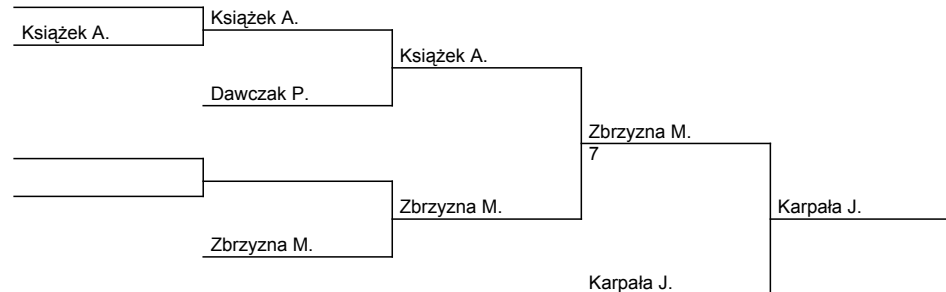 Książek A.
Książek A.
Książek A.
Dawczak P.
Zbrzyzna M.
7
Zbrzyzna M.
Karpała J.
Zbrzyzna M.
Karpała J.